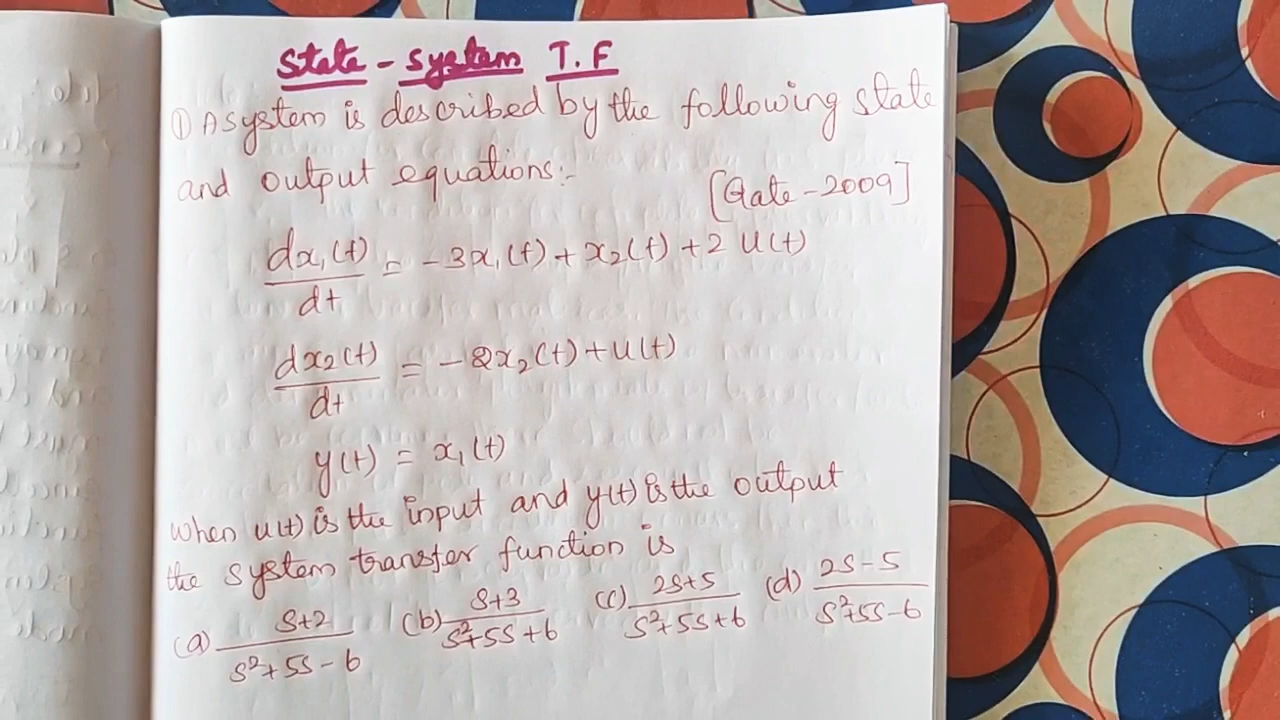 State - System T.F
① A system is described by the following state
and output equations:-
[Gate - 2009]
dx₁(t)/dt = -3x₁(t) + x₂(t) + 2 U(t)
dx₂(t)/dt = -2x₂(t) + U(t)
y(t) = x₁(t)
When u(t) is the input and y(t) is the output
the system transfer function is
(a) S+2/S²+5S-6 (b) S+3/S²+5S+6 (c) 2S+5/S²+5S+6 (d) 2S-5/S²+5S-6